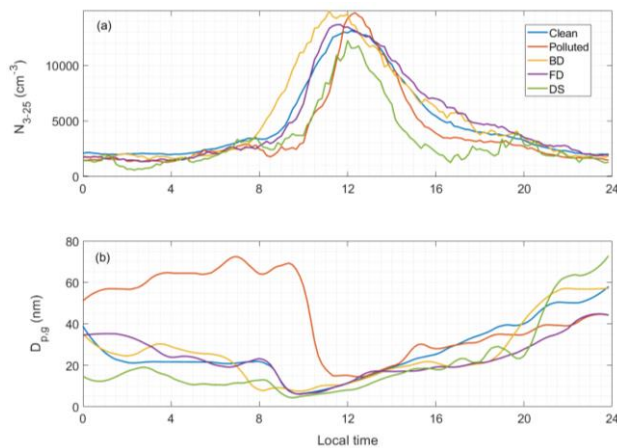 (a)
N3-25 (cm-3)
10000
5000
0
0 4 8 12 16 20 24
Clean
Polluted
BD
FD
DS
(b)
Dp,g (nm)
80
60
40
20
0
0 4 8 12 16 20 24
Local time